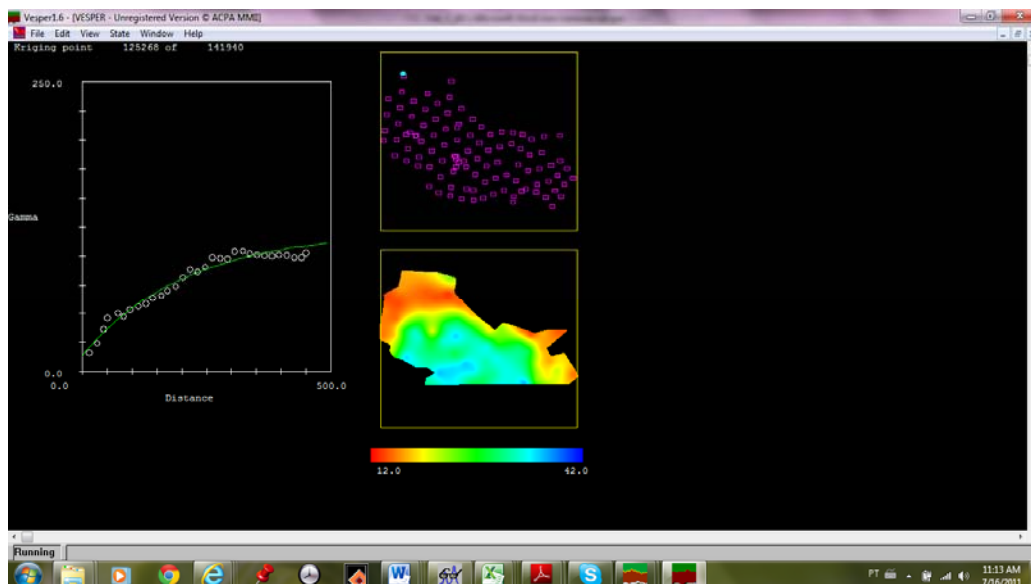 Vesper1.6 - [VESPER - Unregistered Version © ACPA MMII]
File Edit View State Window Help
Kriging point 125268 of 141940
250.0
Gamma
0.0
0.0 500.0
Distance
12.0 42.0
Running
PT
11:13 AM